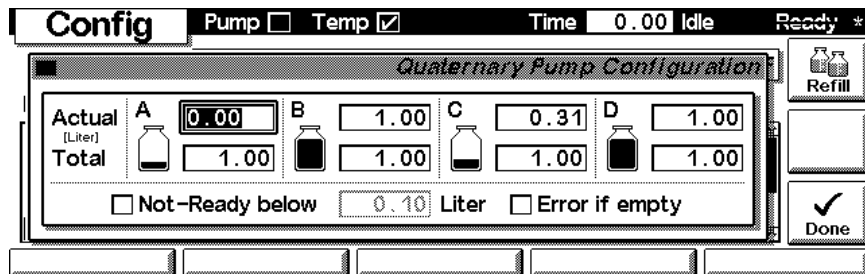 Config Pump Temp Time 0.00 Idle Ready *
Quaternary Pump Configuration
Refill
Actual A 0.00 B 1.00 C 0.31 D 1.00
[Liter]
Total 1.00 1.00 1.00 1.00
Not-Ready below 0.10 Liter Error if empty
Done